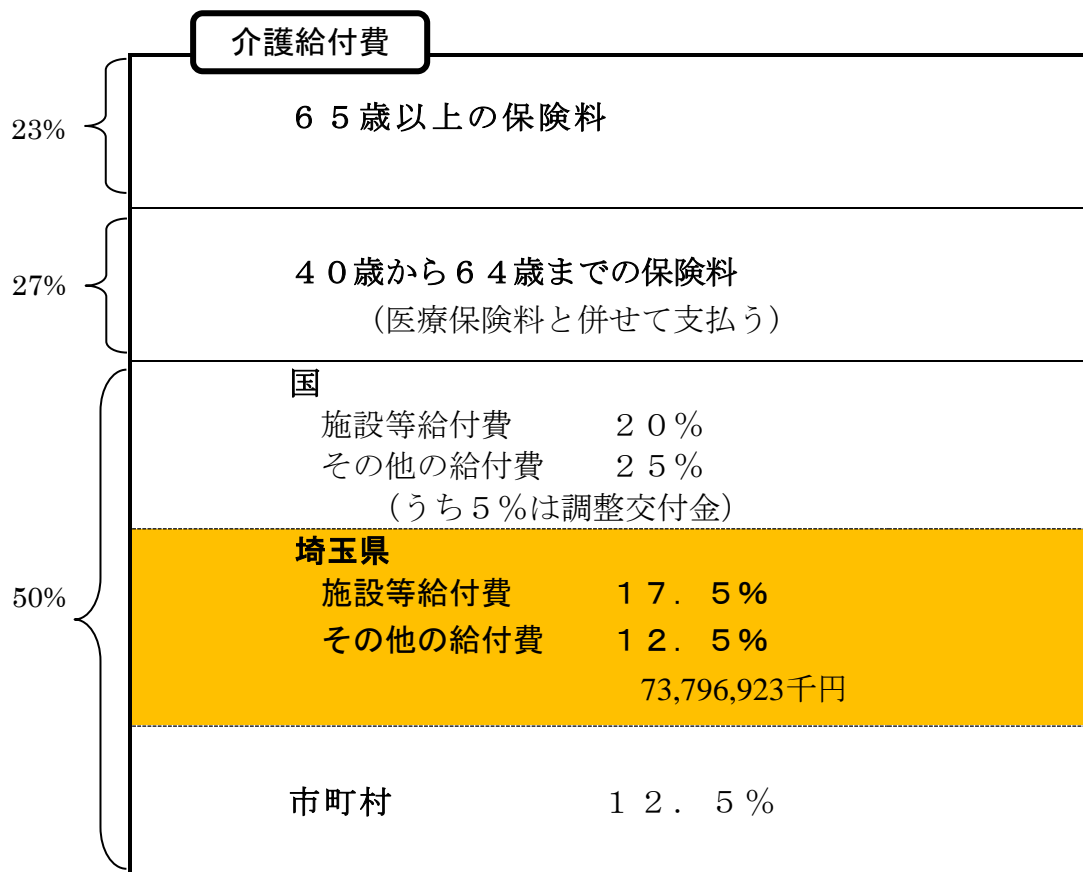 介護給付費
23%
６５歳以上の保険料
27%
４０歳から６４歳までの保険料
（医療保険料と併せて支払う）
50%
国
施設等給付費　２０％
その他の給付費　２５％
（うち５％は調整交付金）
埼玉県
施設等給付費　１７．５％
その他の給付費　１２．５％
73,796,923千円
市町村　１２．５％